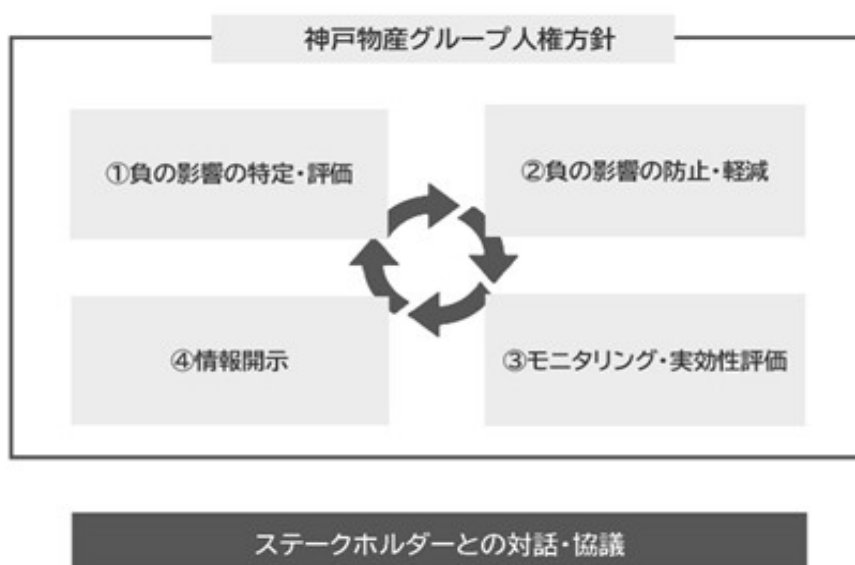 神戸物産グループ人権方針
①負の影響の特定・評価
②負の影響の防止・軽減
④情報開示
③モニタリング・実効性評価
ステークホルダーとの対話・協議